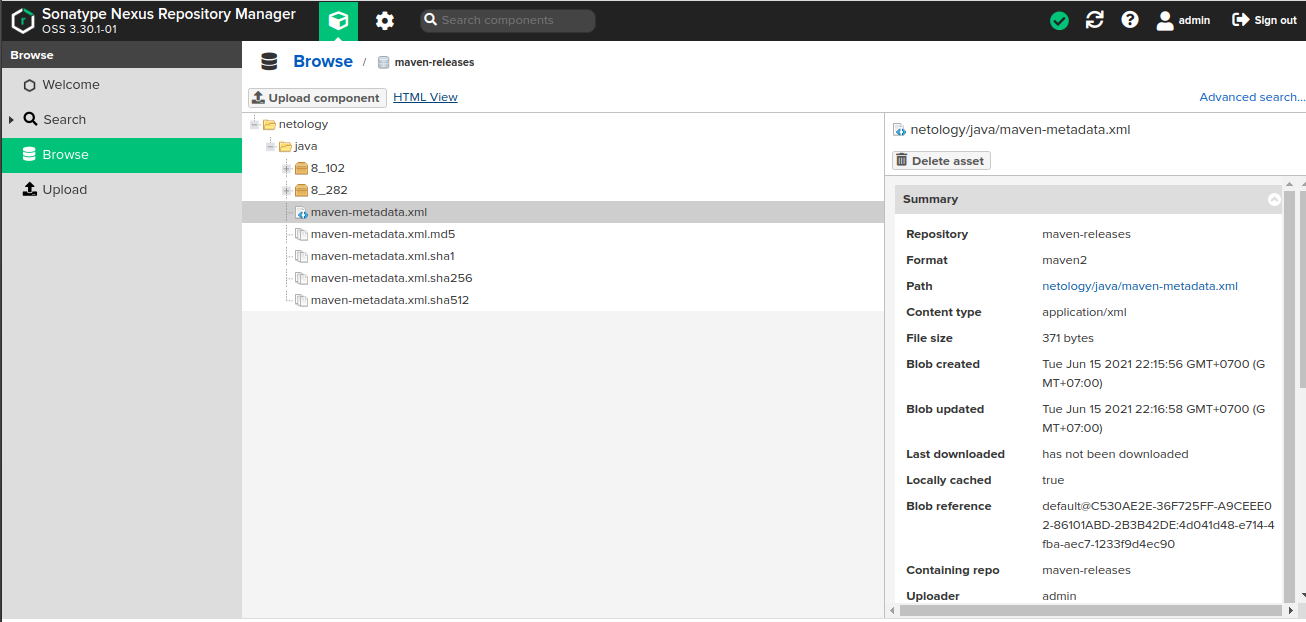 Sonatype Nexus Repository Manager
OSS 3.30.1-01
Search components
admin
Sign out
Browse
Welcome
Search
Browse
Upload
Browse / maven-releases
Upload component
HTML View
Advanced search...
netology
java
8_102
8_282
maven-metadata.xml
maven-metadata.xml.md5
maven-metadata.xml.sha1
maven-metadata.xml.sha256
maven-metadata.xml.sha512
netology/java/maven-metadata.xml
Delete asset
Summary
Repository maven-releases
Format maven2
Path netology/java/maven-metadata.xml
Content type application/xml
File size 371 bytes
Blob created Tue Jun 15 2021 22:15:56 GMT+0700 (G
MT+07:00)
Blob updated Tue Jun 15 2021 22:16:58 GMT+0700 (G
MT+07:00)
Last downloaded has not been downloaded
Locally cached true
Blob reference default@C530AE2E-36F725FF-A9CEEE0
2-86101ABD-2B3B42DE:4d041d48-e714-4
fba-aec7-1233f9d4ec90
Containing repo maven-releases
Uploader admin